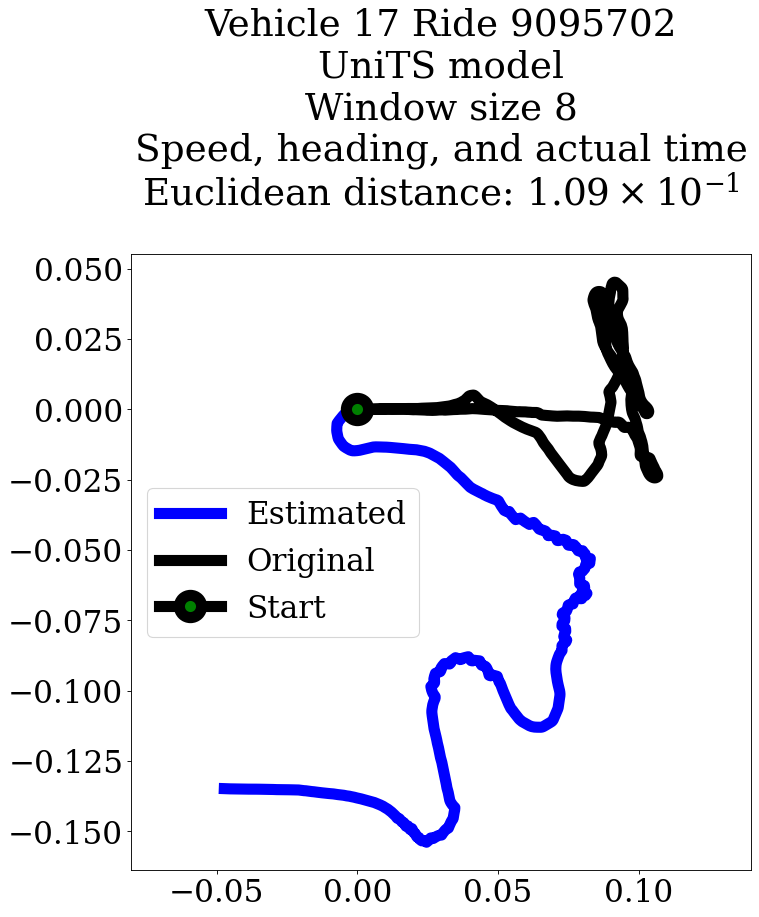 Vehicle 17 Ride 9095702
UniTS model
Window size 8
Speed, heading, and actual time
Euclidean distance: 1.09 × 10⁻¹
0.050
0.025
0.000
−0.025
−0.050
−0.075
−0.100
−0.125
−0.150
Estimated
Original
Start
−0.05 0.00 0.05 0.10